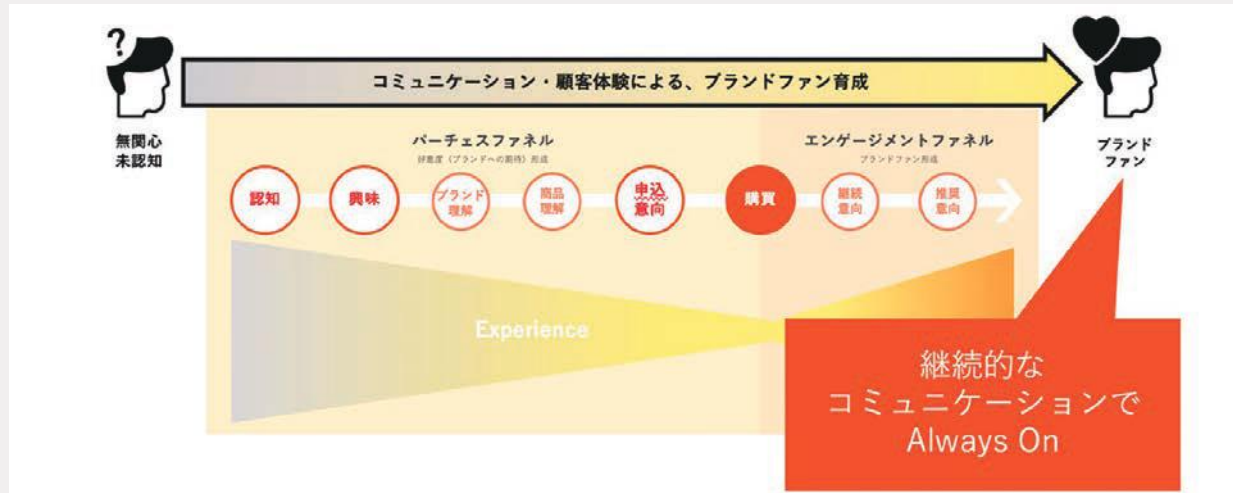 ?
コミュニケーション・顧客体験による、ブランドファン育成
無関心
未認知
ブランド
ファン
パーチェスファネル
好意度（ブランドへの期待）形成
エンゲージメントファネル
ブランドファン形成
認知
興味
ブランド
理解
商品
理解
申込
意向
購買
継続
意向
推奨
意向
Experience
継続的な
コミュニケーションで
Always On